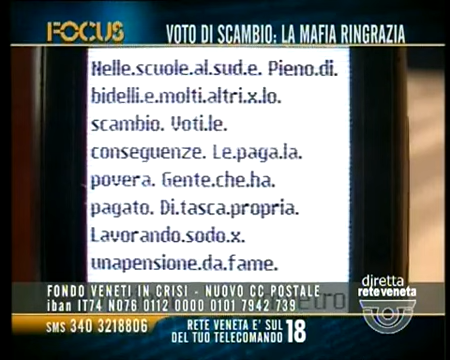 FOCUS
VOTO DI SCAMBIO: LA MAFIA RINGRAZIA
Nelle.scuole.al.sud.e. Pieno.di.
bidelli.e.molti.altri.x.lo.
scambio. Voti.le.
conseguenze. Le.paga.la.
povera. Gente.che.ha.
pagato. Di.tasca.propria.
Lavorando.sodo.x.
unapensione.da.fame.
diretta
reteveneta
FONDO VENETI IN CRISI - NUOVO CC POSTALE
iban IT74 NO76 0112 0000 0101 7942 739
SMS 340 3218806
RETE VENETA E' SUL 18
DEL TUO TELECOMANDO